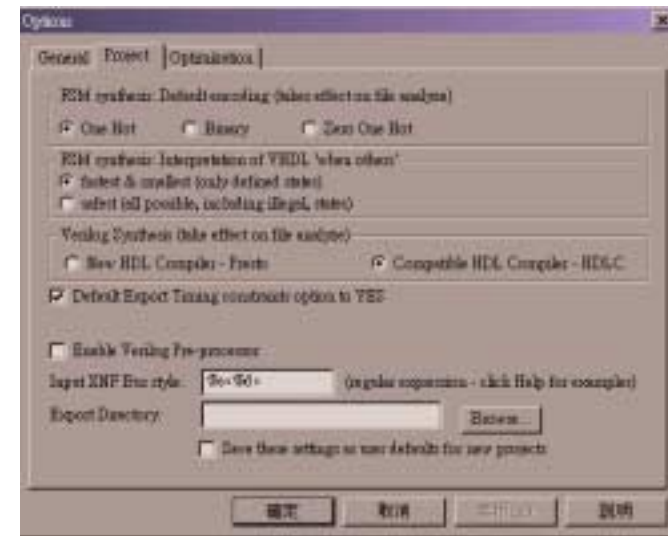 Options
General Project Optimization
FSM synthesis: Default encoding (takes effect on file analyze)
One Hot Binary Zero One Hot
FSM synthesis: Interpretation of VHDL 'when others'
fastest & smallest (only defined states)
safest (all possible, including illegal, states)
Verilog Synthesis (take effect on file analyze)
New HDL Compiler - Presto Compatible HDL Compiler - HDLC
Default Export Timing constraints option to YES
Enable Verilog Pre-processor
Input XNF Bus style: (regular expression - click Help for examples)
Export Directory: Browse...
Save these settings as user defaults for new projects
確定 取消 說明